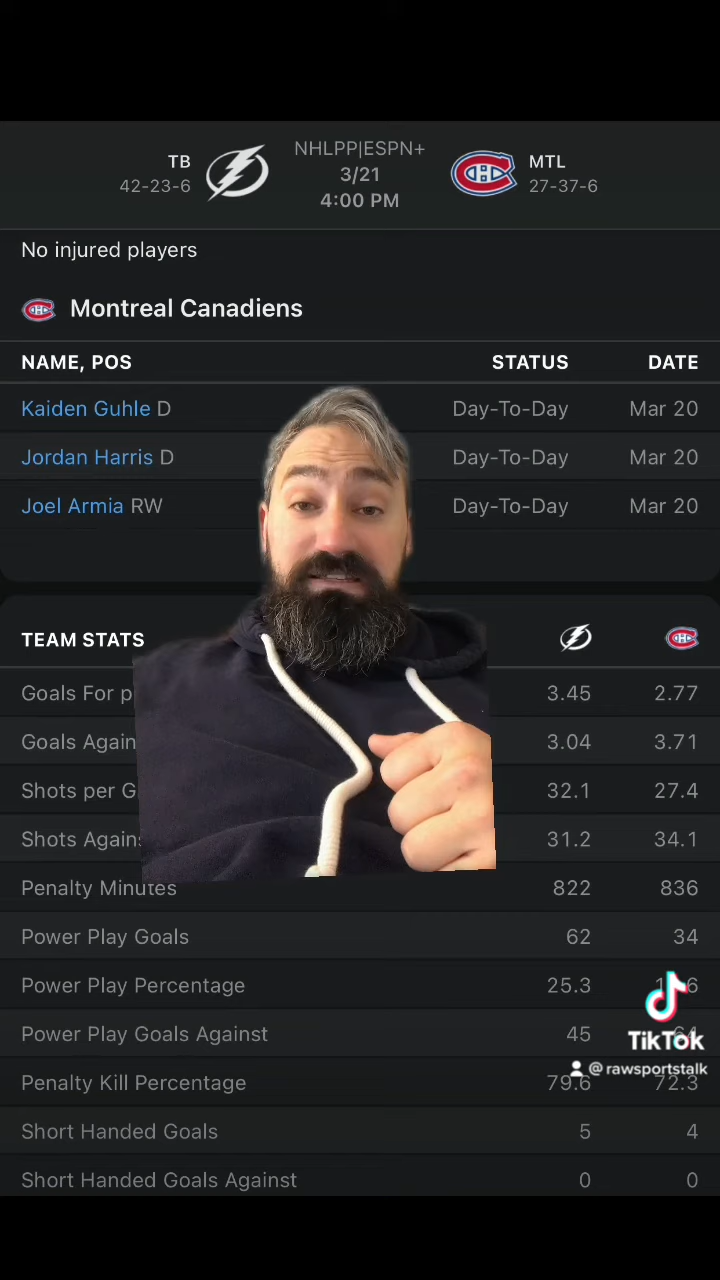 NHLPP|ESPN+
TB
42-23-6
3/21
4:00 PM
MTL
27-37-6
No injured players
Montreal Canadiens
NAME, POS STATUS DATE
Kaiden Guhle D Day-To-Day Mar 20
Jordan Harris D Day-To-Day Mar 20
Joel Armia RW Day-To-Day Mar 20
TEAM STATS
Goals For p 3.45 2.77
Goals Again 3.04 3.71
Shots per G 32.1 27.4
Shots Agains 31.2 34.1
Penalty Minutes 822 836
Power Play Goals 62 34
Power Play Percentage 25.3
Power Play Goals Against 45 64
Penalty Kill Percentage 79.6 72.3
Short Handed Goals 5 4
Short Handed Goals Against 0 0
TikTok
@rawsportstalk